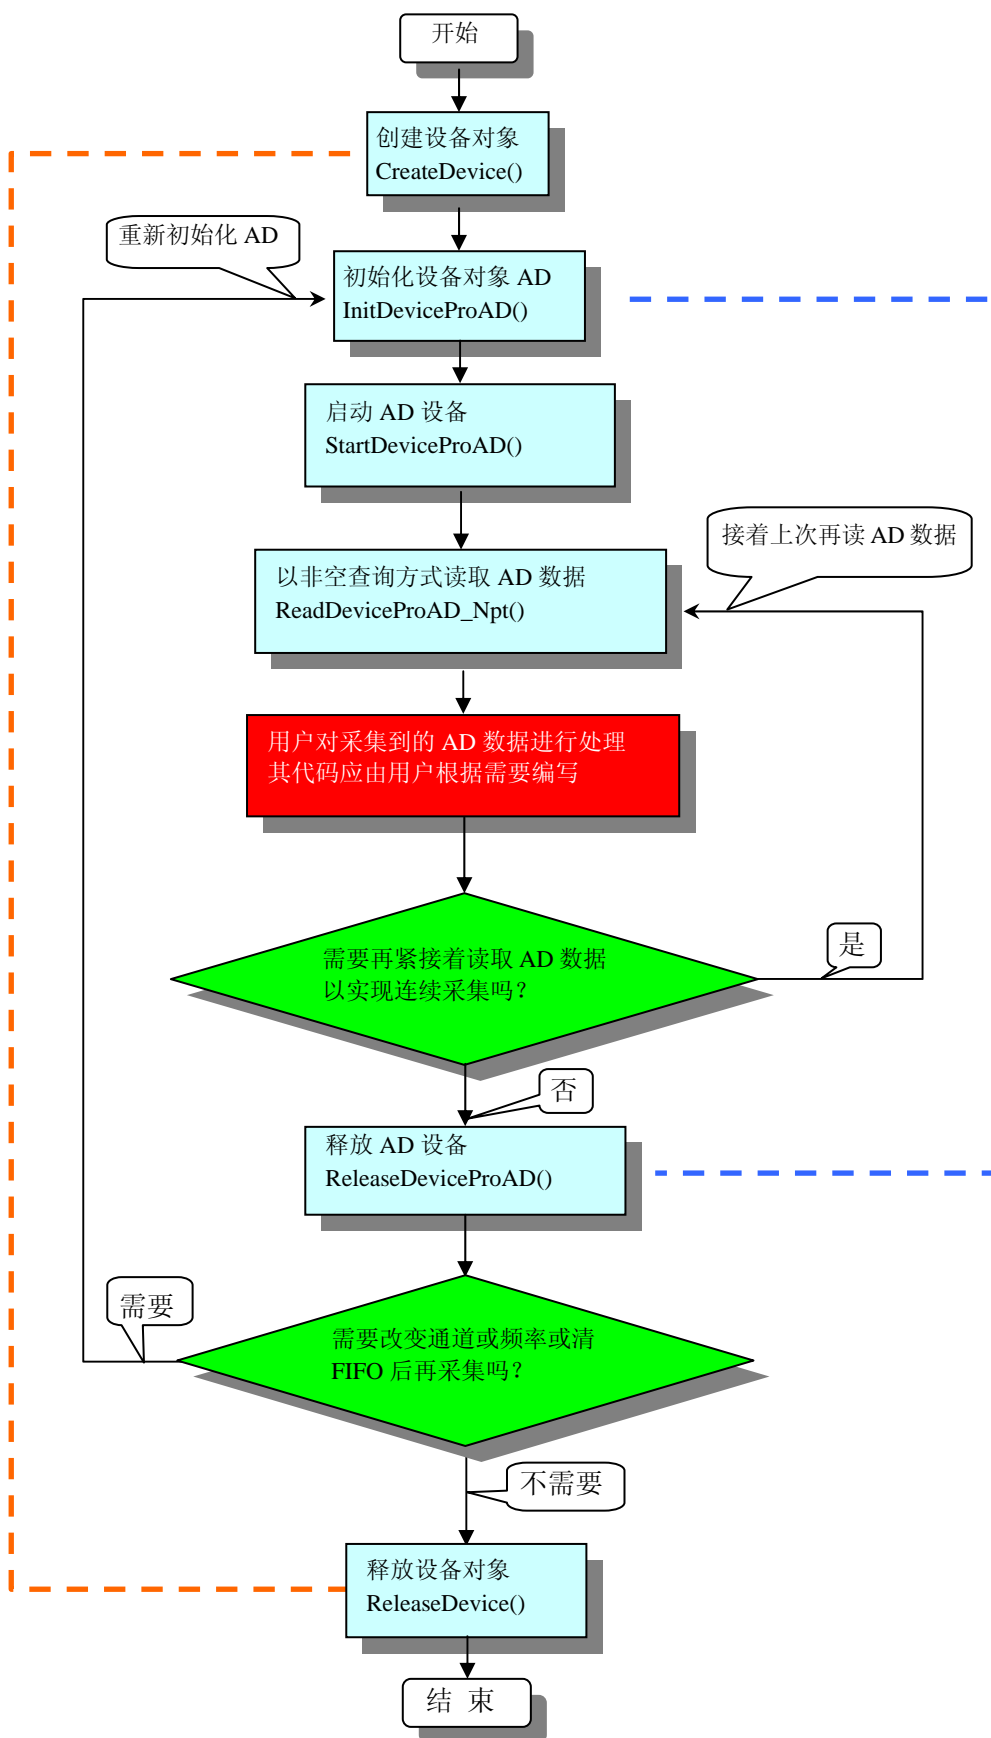 开始
创建设备对象
CreateDevice()
重新初始化 AD
初始化设备对象 AD
InitDeviceProAD()
启动 AD 设备
StartDeviceProAD()
接着上次再读 AD 数据
以非空查询方式读取 AD 数据
ReadDeviceProAD_Npt()
用户对采集到的 AD 数据进行处理
其代码应由用户根据需要编写
需要再紧接着读取 AD 数据
以实现连续采集吗?
是
否
释放 AD 设备
ReleaseDeviceProAD()
需要
需要改变通道或频率或清
FIFO 后再采集吗?
不需要
释放设备对象
ReleaseDevice()
结 束